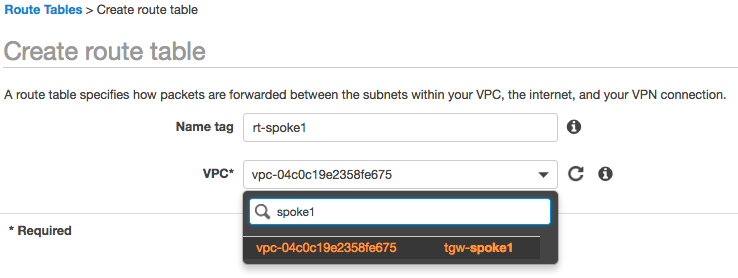 Route Tables > Create route table
Create route table
A route table specifies how packets are forwarded between the subnets within your VPC, the internet, and your VPN connection.
Name tag rt-spoke1
VPC* vpc-04c0c19e2358fe675
spoke1
* Required
vpc-04c0c19e2358fe675 tgw-spoke1